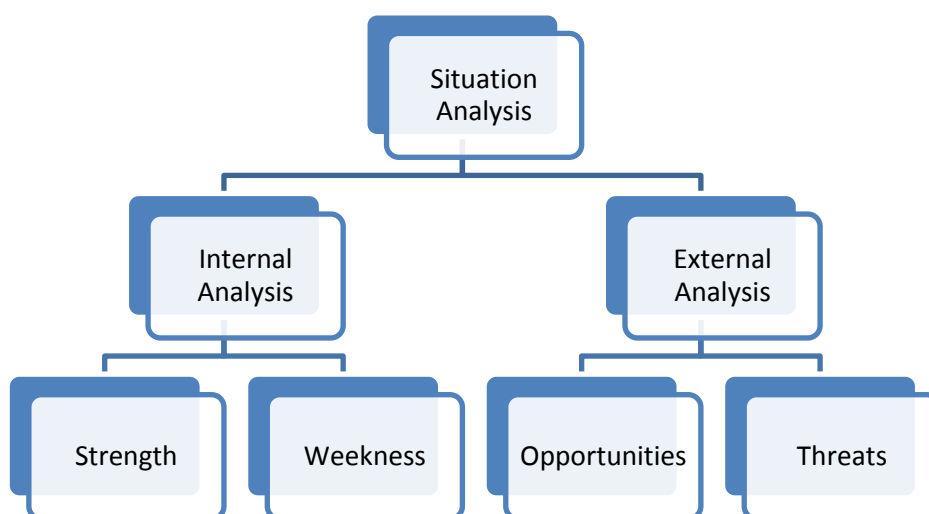 Situation
Analysis
Internal
Analysis
External
Analysis
Strength
Weekness
Opportunities
Threats